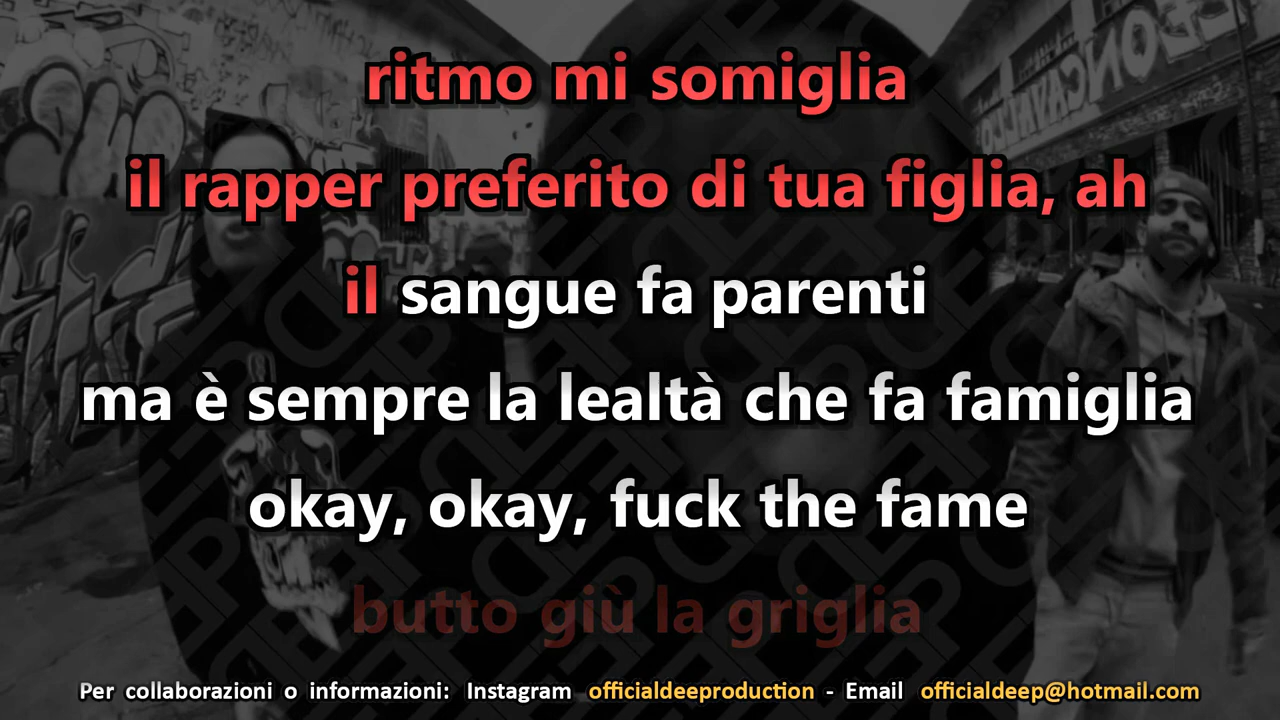 ritmo mi somiglia
il rapper preferito di tua figlia, ah
il sangue fa parenti
ma è sempre la lealtà che fa famiglia
okay, okay, fuck the fame
butto giù la griglia
Per collaborazioni o informazioni: Instagram officialdeeproduction - Email officialdeep@hotmail.com